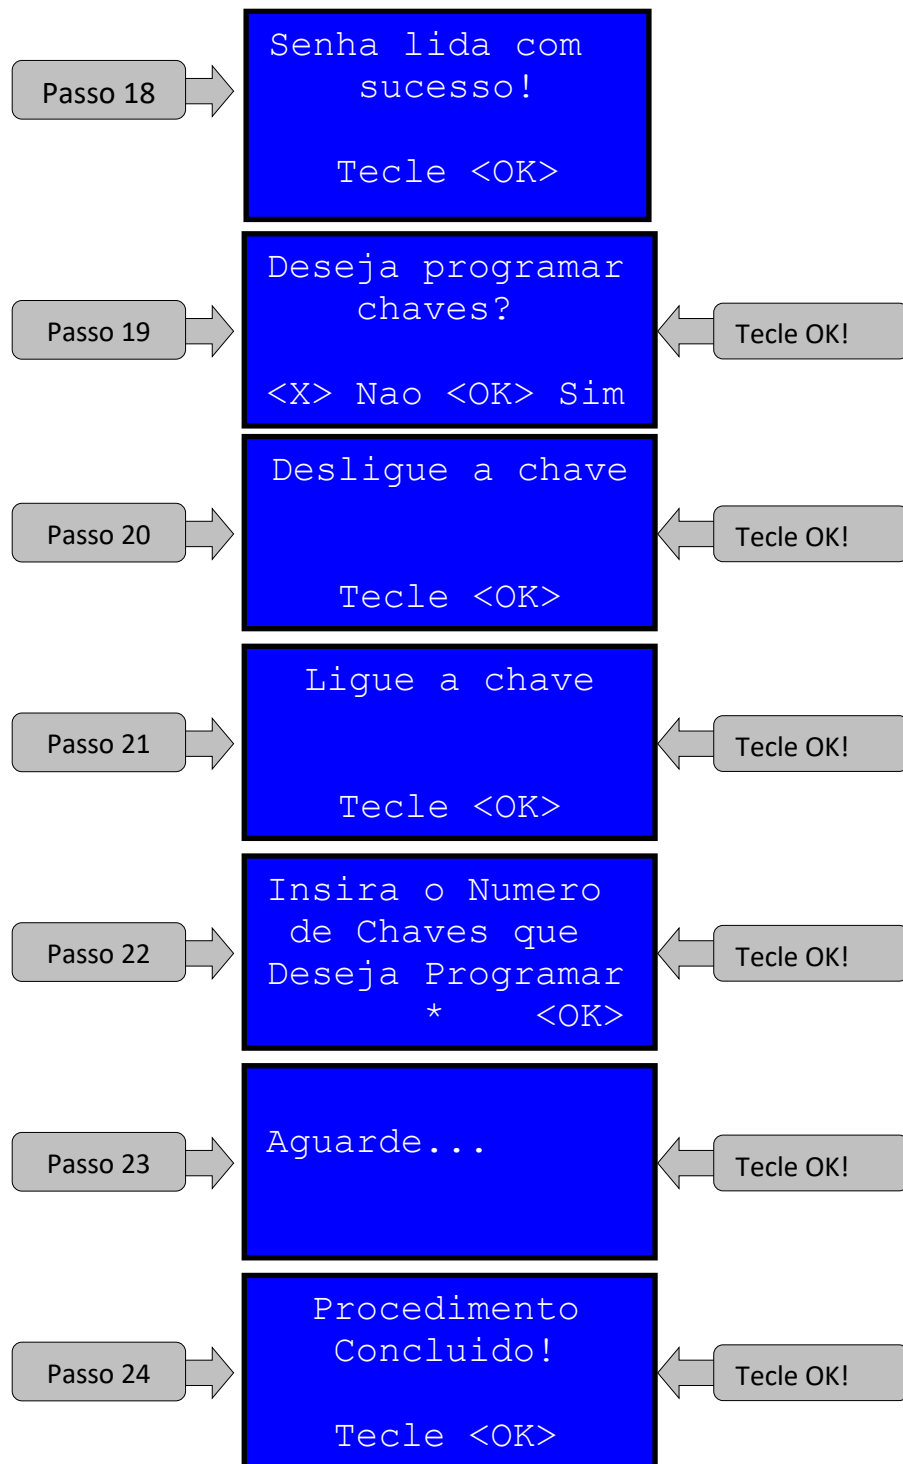 Passo 18
Senha lida com
sucesso!
Tecle <OK>
Passo 19
Deseja programar
chaves?
<X> Nao <OK> Sim
Tecle OK!
Passo 20
Desligue a chave
Tecle <OK>
Tecle OK!
Passo 21
Ligue a chave
Tecle <OK>
Tecle OK!
Passo 22
Insira o Numero
de Chaves que
Deseja Programar
* <OK>
Tecle OK!
Passo 23
Aguarde...
Tecle OK!
Passo 24
Procedimento
Concluido!
Tecle <OK>
Tecle OK!